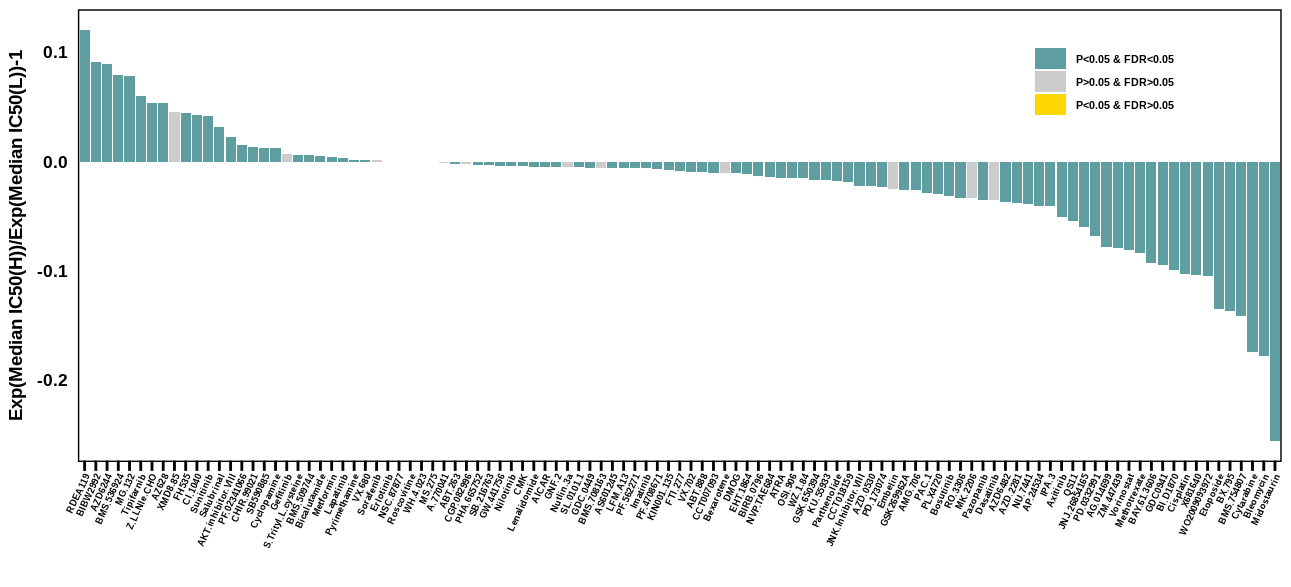 Exp(Median IC50(H))/Exp(Median IC50(L))-1
0.1
0.0
-0.1
-0.2
P<0.05 & FDR<0.05
P>0.05 & FDR>0.05
P<0.05 & FDR>0.05
RDEA119
BIBW2992
AZD6244
BMS.536924
MG.132
Tipifarnib
Z.LLNle.CHO
AZ628
XMD8.85
FH535
CI.1040
Sunitinib
Salubrinal
AKT.inhibitor.VIII
PF.02341066
CHIR.99021
SB590885
Cyclopamine
Gefitinib
S.Trityl.L.cysteine
BMS.509744
Bicalutamide
Metformin
Lapatinib
Pyrimethamine
VX.680
Sorafenib
Erlotinib
NSC.87877
Roscovitine
WH.4.023
MS.275
A.770041
ABT.263
CGP.082996
PHA.665752
SB.216763
GW.441756
Nilotinib
CMK
Lenalidomide
AICAR
GNF.2
Nutlin.3a
SL.0101.1
GDC.0449
BMS.708163
AS601245
LFM.A13
PF.562271
Imatinib
PF.4708671
KIN001.135
FTI.277
VX.702
ABT.888
CCT007093
Bexarotene
DMOG
EHT.1864
BIRB.0796
NVP.TAE684
ATRA
OSI.906
WZ.1.84
GSK.650394
KU.55933
Parthenolide
CCT018159
JNK.Inhibitor.VIII
AZD.0530
PD.173074
Embelin
GSK269962A
AMG.706
PAC.1
PLX4720
Bosutinib
RO.3306
MK.2206
Pazopanib
Dasatinib
AZD6482
AZD.2281
NU.7441
AP.24534
IPA.3
Axitinib
QS11
JNJ.26854165
PD.0332991
AG.014699
ZM.447439
Vorinostat
Methotrexate
BAY.61.3606
GDC0941
BI.D1870
Cisplatin
X681640
WO2009093972
Etoposide
BX.795
BMS.754807
Cytarabine
Bleomycin
Midostaurin